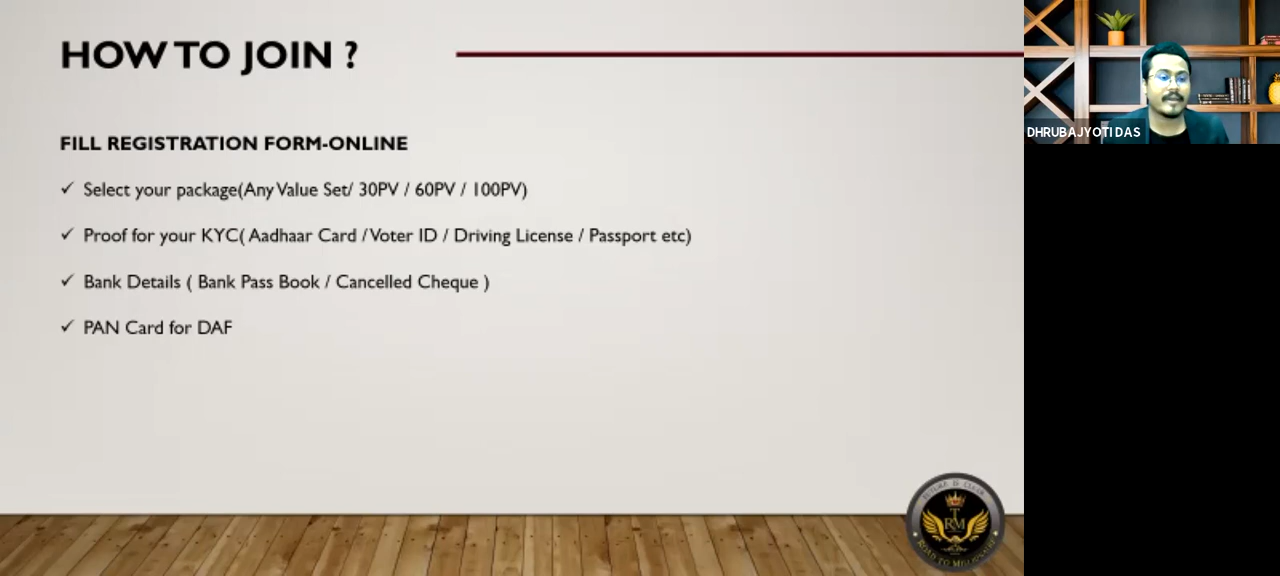 HOW TO JOIN ?
FILL REGISTRATION FORM-ONLINE
✓ Select your package(Any Value Set/ 30PV / 60PV / 100PV)
✓ Proof for your KYC( Aadhaar Card / Voter ID / Driving License / Passport etc)
✓ Bank Details ( Bank Pass Book / Cancelled Cheque )
✓ PAN Card for DAF
DHRUBAJYOTI DAS
TRM
ROAD TO MILLIONAIRE